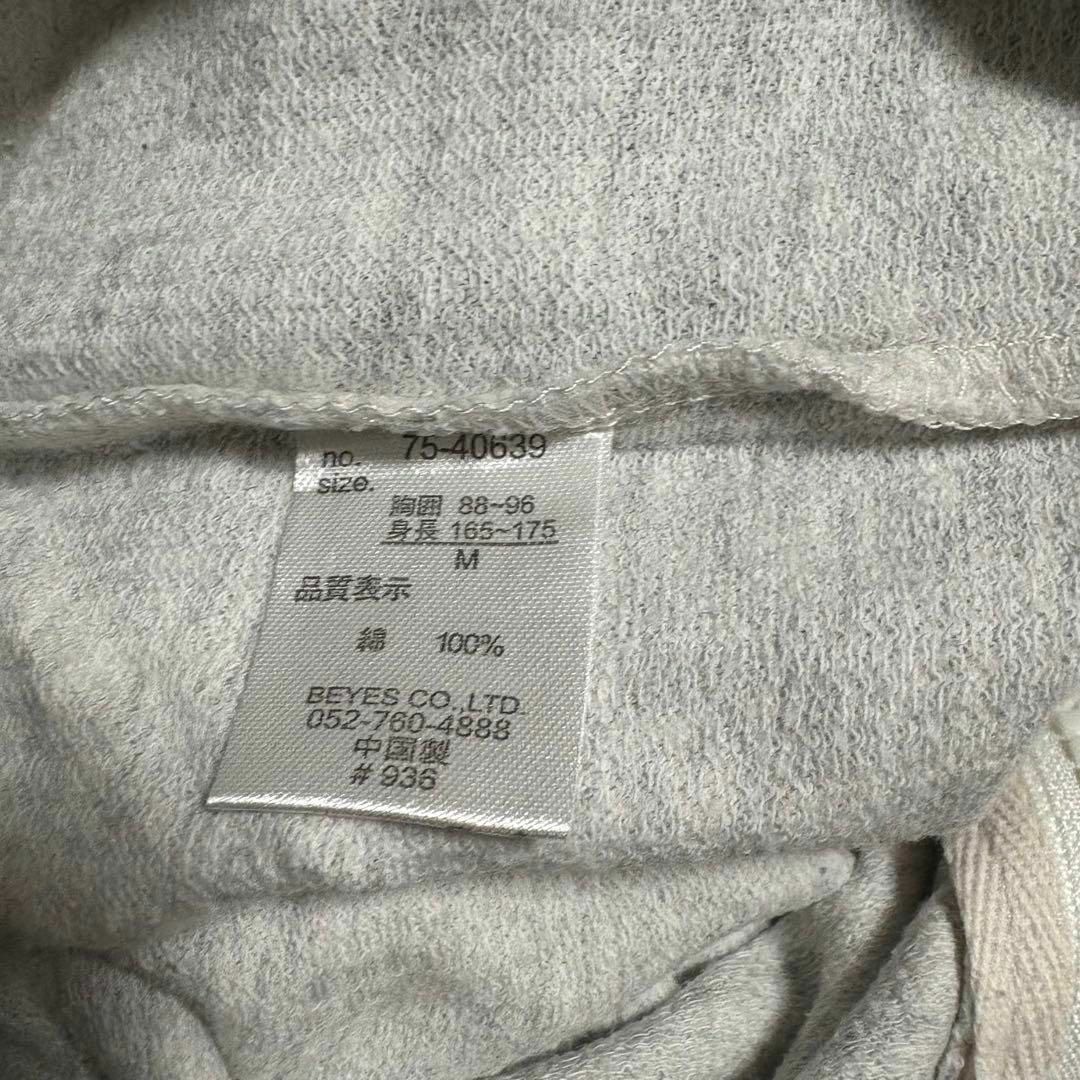 no. 75-40639
size.
胸囲 88~96
身長 165~175
M
品質表示
綿 100%
BEYES CO.,LTD
052-760-4888
中国製
#936